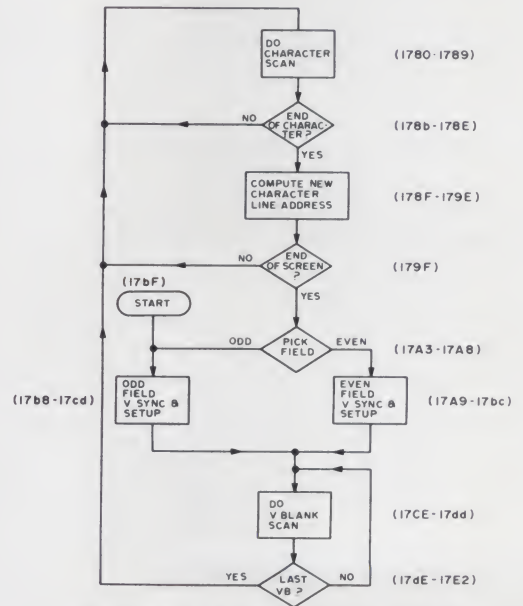 DO
CHARACTER
SCAN
(1780-1789)
NO
END
OF CHARAC-
TER?
(178b-178E)
YES
COMPUTE NEW
CHARACTER
LINE ADDRESS
(178F-179E)
NO
END
OF SCREEN
?
(179F)
YES
(17bF)
START
ODD
PICK
FIELD
EVEN
(17A3-17A8)
(17b8-17cd)
ODD
FIELD
V SYNC &
SETUP
EVEN
FIELD
V SYNC &
SETUP
(17A9-17bc)
DO
V BLANK
SCAN
(17CE-17dd)
YES
LAST
VB?
NO
(17dE-17E2)